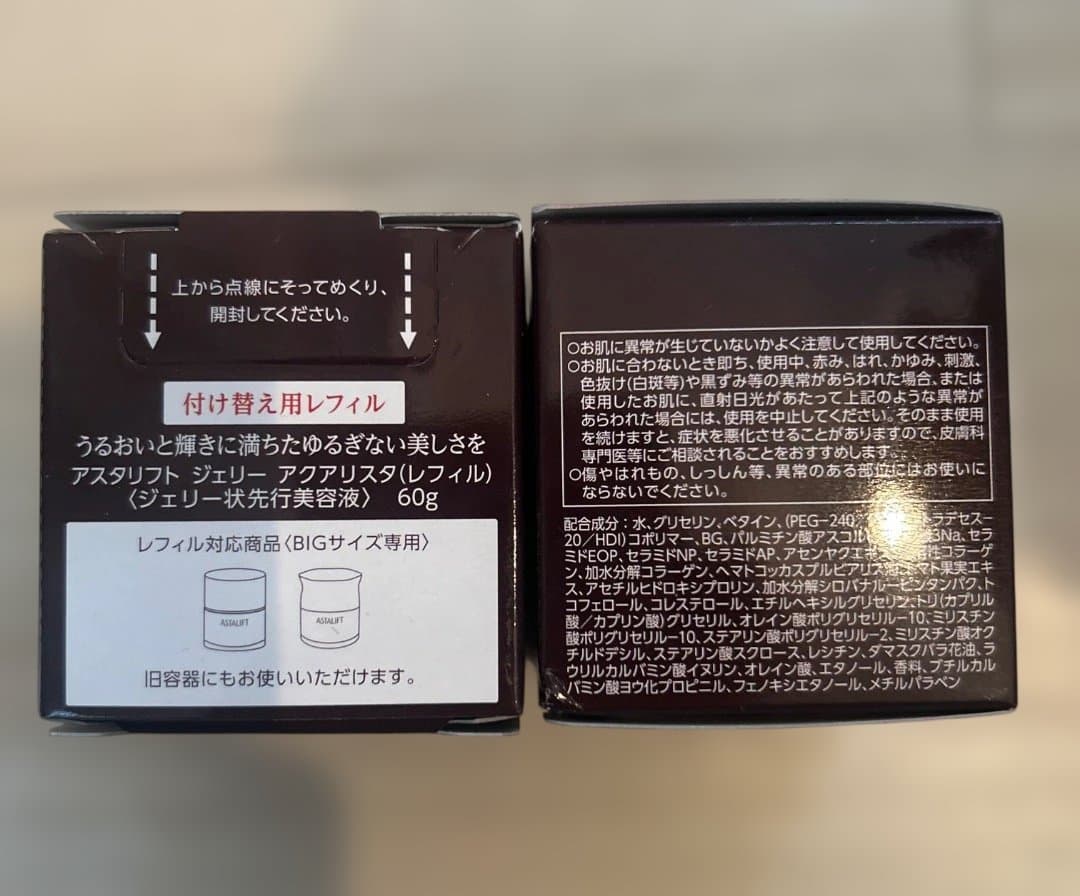 上から点線にそってめくり、
開封してください。
付け替え用レフィル
うるおいと輝きに満ちたゆるぎない美しさを
アスタリフト ジェリー アクアリスタ(レフィル)
〈ジェリー状先行美容液〉 60g
レフィル対応商品〈BIGサイズ専用〉
ASTALIFT
ASTALIFT
旧容器にもお使いいただけます。
○お肌に異常が生じていないかよく注意して使用してください。
○お肌に合わないとき即ち、使用中、赤み、はれ、かゆみ、刺激、
色抜け(白斑等)や黒ずみ等の異常があらわれた場合、または
使用したお肌に、直射日光があたって上記のような異常が
あらわれた場合には、使用を中止してください。そのまま使用
を続けますと、症状を悪化させることがありますので、皮膚科
専門医等にご相談されることをおすすめします。
○傷やはれもの、しっしん等、異常のある部位にはお使いに
ならないでください。
配合成分:水、グリセリン、ベタイン、(PEG-240/ラデセス-
20/HDI)コポリマー、BG、パルミチン酸アスコル3Na、セラ
ミドEOP、セラミドNP、セラミドAP、アセンヤクエキ性コラーゲ
ン、加水分解コラーゲン、ヘマトコッカスプルビアリス油、トマト果実エキ
ス、アセチルヒドロキシプロリン、加水分解シロバナルーピンタンパク、ト
コフェロール、コレステロール、エチルヘキシルグリセリン、トリ(カプリル
酸/カプリン酸)グリセリル、オレイン酸ポリグリセリル-10、ミリスチン
酸ポリグリセリル-10、ステアリン酸ポリグリセリル-2、ミリスチン酸オク
チルドデシル、ステアリン酸スクロース、レシチン、ダマスクバラ花油、ラ
ウリルカルバミン酸イヌリン、オレイン酸、エタノール、香料、ブチルカル
バミン酸ヨウ化プロピニル、フェノキシエタノール、メチルパラベン